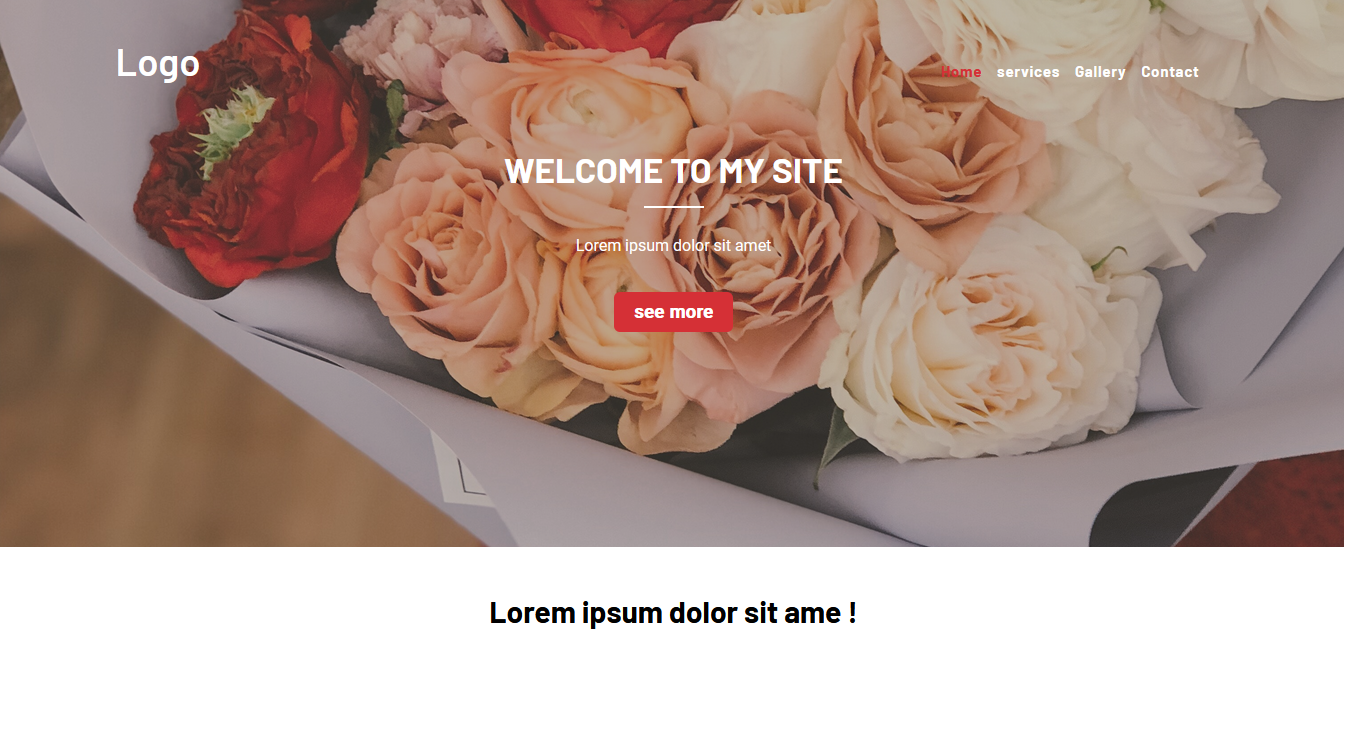 Logo
Home services Gallery Contact
WELCOME TO MY SITE
Lorem ipsum dolor sit amet
see more
Lorem ipsum dolor sit ame !